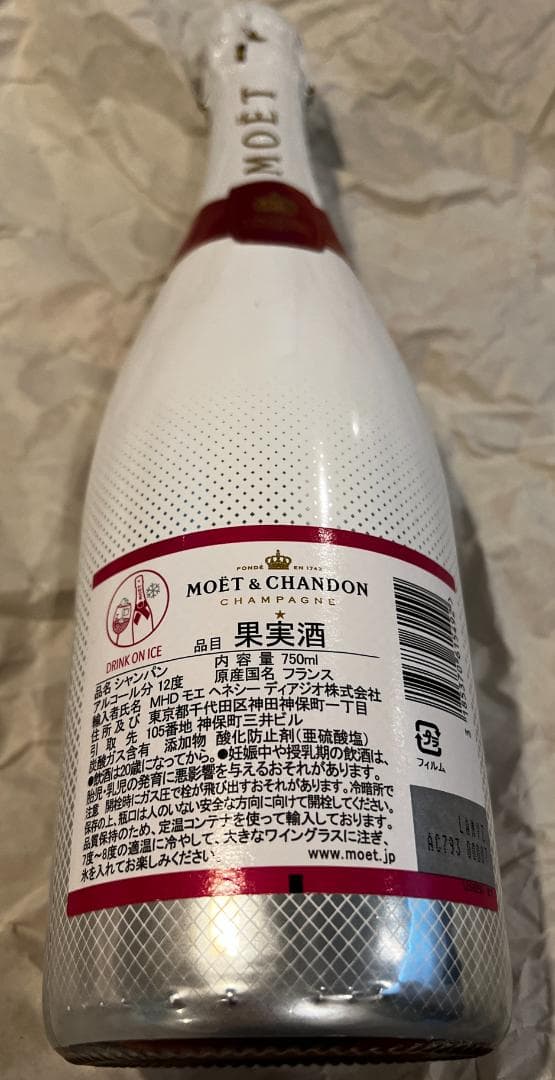 MOËT
FONDÉ EN 1743
MOËT & CHANDON
CHAMPAGNE
DRINK ON ICE
品目 果実酒
品名 シャンパン 内容量 750ml
アルコール分 12度 原産国名 フランス
輸入者氏名 MHD モエ ヘネシー ディアジオ株式会社
住所及び 東京都千代田区神田神保町一丁目
引取先 105番地 神保町三井ビル
炭酸ガス含有 添加物 酸化防止剤(亜硫酸塩)
●飲酒は20歳になってから。●妊娠中や授乳期の飲酒は、
胎児・乳児の発育に悪影響を与えるおそれがあります。
注意 開栓時にガス圧で栓が飛び出すおそれがあります。冷暗所で
保存の上、瓶口は人のいない安全な方向に向けて開栓してください。
品質保持のため、定温コンテナを使って輸入しております。
7度～8度の適温に冷やして、大きなワイングラスに注ぎ、
氷を入れてお楽しみください。 www.moet.jp
プラ
フィルム